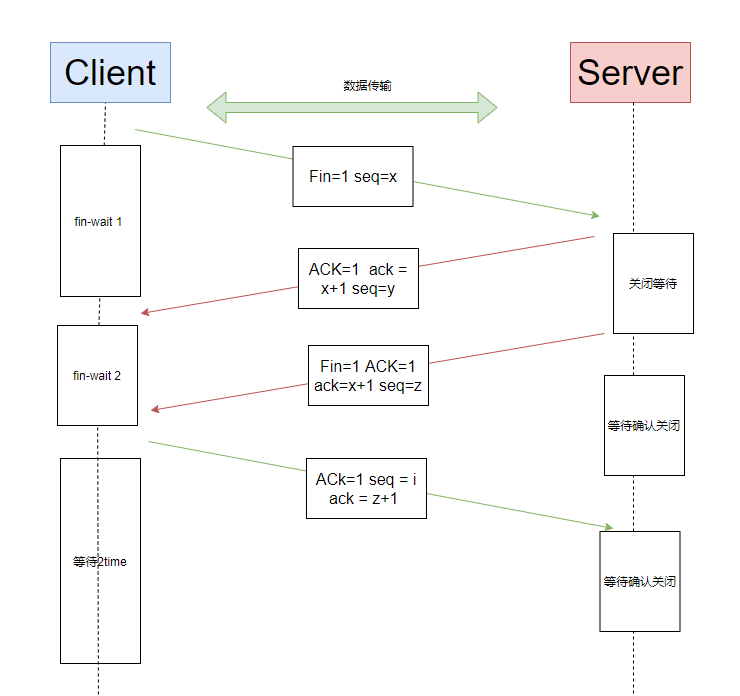 Client
数据传输
Server
Fin=1 seq=x
fin-wait 1
ACK=1 ack =
x+1 seq=y
关闭等待
fin-wait 2
Fin=1 ACK=1
ack=x+1 seq=z
等待确认关闭
ACk=1 seq = i
ack = z+1
等待2time
等待确认关闭